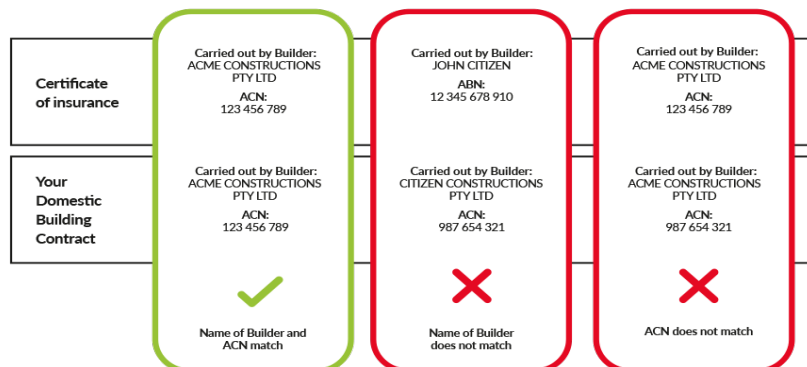 Certificate
of insurance
Carried out by Builder:
ACME CONSTRUCTIONS
PTY LTD
ACN:
123 456 789
Carried out by Builder:
JOHN CITIZEN
ABN:
12 345 678 910
Carried out by Builder:
ACME CONSTRUCTIONS
PTY LTD
ACN:
123 456 789
Your
Domestic
Building
Contract
Carried out by Builder:
ACME CONSTRUCTIONS
PTY LTD
ACN:
123 456 789
Carried out by Builder:
CITIZEN CONSTRUCTIONS
PTY LTD
ACN:
987 654 321
Carried out by Builder:
ACME CONSTRUCTIONS
PTY LTD
ACN:
987 654 321
Name of Builder and
ACN match
Name of Builder
does not match
ACN does not match